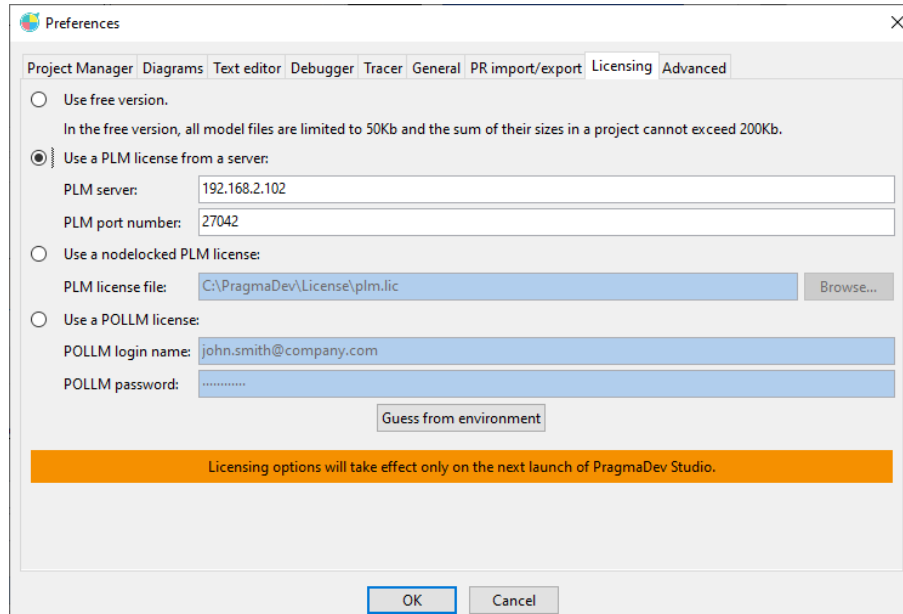 Preferences
Project Manager Diagrams Text editor Debugger Tracer General PR import/export Licensing Advanced
Use free version.
In the free version, all model files are limited to 50Kb and the sum of their sizes in a project cannot exceed 200Kb.
Use a PLM license from a server:
PLM server: 192.168.2.102
PLM port number: 27042
Use a nodelocked PLM license:
PLM license file: C:\PragmaDev\License\plm.lic Browse...
Use a POLLM license:
POLLM login name: john.smith@company.com
POLLM password: ............
Guess from environment
Licensing options will take effect only on the next launch of PragmaDev Studio.
OK Cancel